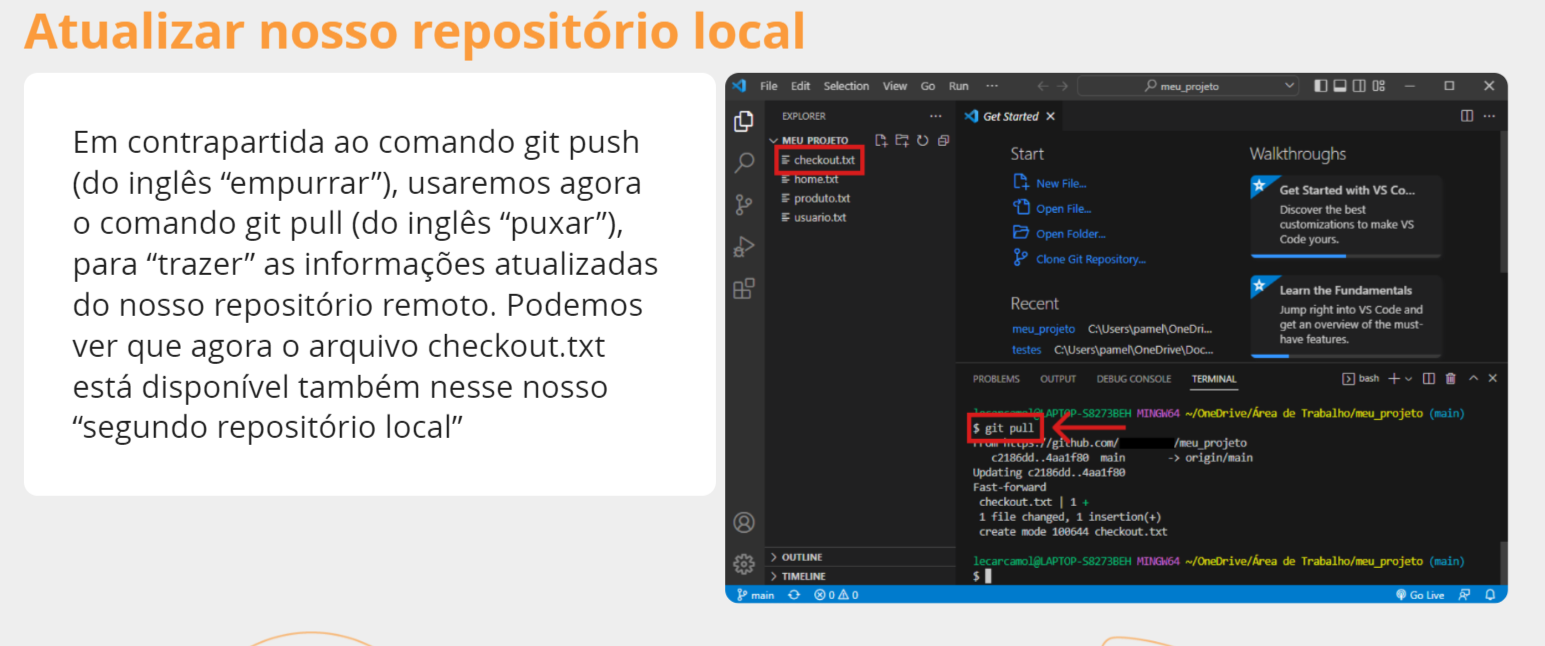 Atualizar nosso repositório local
Em contrapartida ao comando git push
(do inglês “empurrar”), usaremos agora
o comando git pull (do inglês “puxar”),
para “trazer” as informações atualizadas
do nosso repositório remoto. Podemos
ver que agora o arquivo checkout.txt
está disponível também nesse nosso
“segundo repositório local”
File Edit Selection View Go Run ... meu_projeto
EXPLORER ...
MEU PROJETO
checkout.txt
home.txt
produto.txt
usuario.txt
OUTLINE
TIMELINE
Get Started
Start
New File...
Open File...
Open Folder...
Clone Git Repository...
Recent
meu_projeto C:\Users\pamel\OneDri...
testes C:\Users\pamel\OneDrive\Doc...
Walkthroughs
Get Started with VS Co...
Discover the best
customizations to make VS
Code yours.
Learn the Fundamentals
Jump right into VS Code and
get an overview of the must-
have features.
PROBLEMS OUTPUT DEBUG CONSOLE TERMINAL bash
lecarcamol@LAPTOP-S8273BEH MINGW64 ~/OneDrive/Área de Trabalho/meu_projeto (main)
$ git pull
From https://github.com/ /meu_projeto
c2186dd..4aa1f80 main -> origin/main
Updating c2186dd..4aa1f80
Fast-forward
checkout.txt | 1 +
1 file changed, 1 insertion(+)
create mode 100644 checkout.txt
lecarcamol@LAPTOP-S8273BEH MINGW64 ~/OneDrive/Área de Trabalho/meu_projeto (main)
$
main 0 0 Go Live